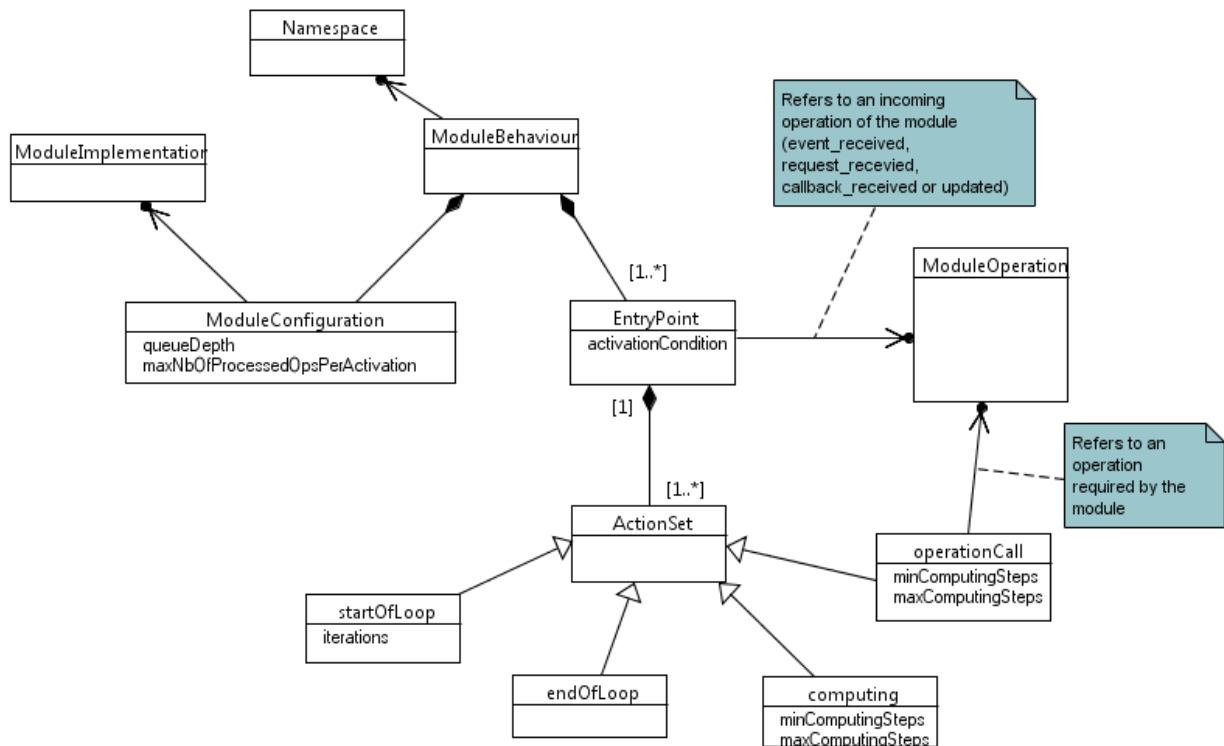 Namespace
Refers to an incoming
operation of the module
(event_received,
request_recevied,
callback_received or updated)
ModuleBehaviour
ModuleImplementation
ModuleOperation
[1..*]
ModuleConfiguration
queueDepth
maxNbOfProcessedOpsPerActivation
EntryPoint
activationCondition
[1]
Refers to an
operation
required by the
module
[1..*]
ActionSet
operationCall
minComputingSteps
maxComputingSteps
startOfLoop
iterations
endOfLoop
computing
minComputingSteps
maxComputingSteps